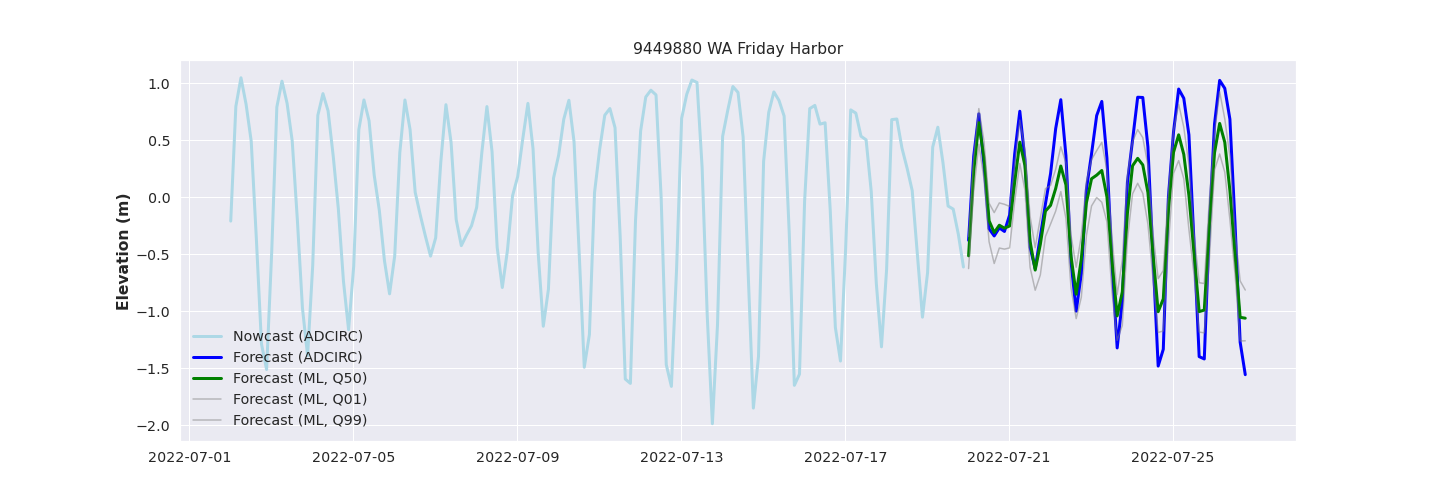 9449880 WA Friday Harbor
Elevation (m)
1.0
0.5
0.0
−0.5
−1.0
−1.5
−2.0
Nowcast (ADCIRC)
Forecast (ADCIRC)
Forecast (ML, Q50)
Forecast (ML, Q01)
Forecast (ML, Q99)
2022-07-01
2022-07-05
2022-07-09
2022-07-13
2022-07-17
2022-07-21
2022-07-25